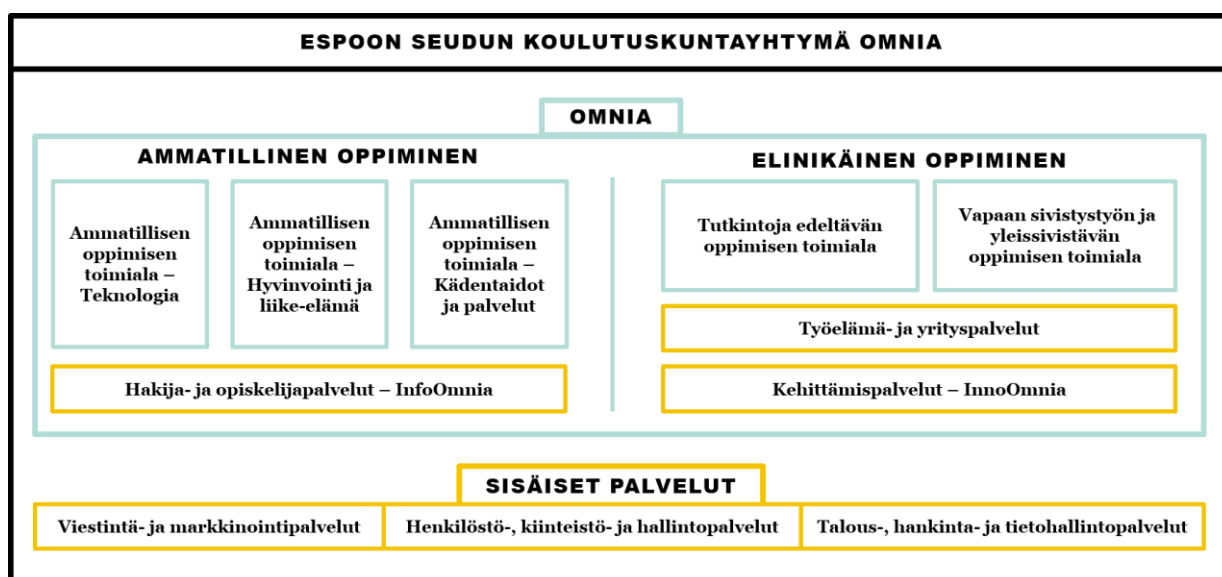 ESPOON SEUDUN KOULUTUSKUNTAYHTYMÄ OMNIA
OMNIA
AMMATILLINEN OPPIMINEN
Ammatillisen
oppimisen
toimiala –
Teknologia
Ammatillisen
oppimisen
toimiala –
Hyvinvointi ja
liike-elämä
Ammatillisen
oppimisen
toimiala –
Kädentaidot
ja palvelut
Hakija- ja opiskelijapalvelut – InfoOmnia
ELINIKÄINEN OPPIMINEN
Tutkintoja edeltävän
oppimisen toimiala
Vapaan sivistystyön ja
yleissivistävän
oppimisen toimiala
Työelämä- ja yrityspalvelut
Kehittämispalvelut – InnoOmnia
SISÄISET PALVELUT
Viestintä- ja markkinointipalvelut
Henkilöstö-, kiinteistö- ja hallintopalvelut
Talous-, hankinta- ja tietohallintopalvelut